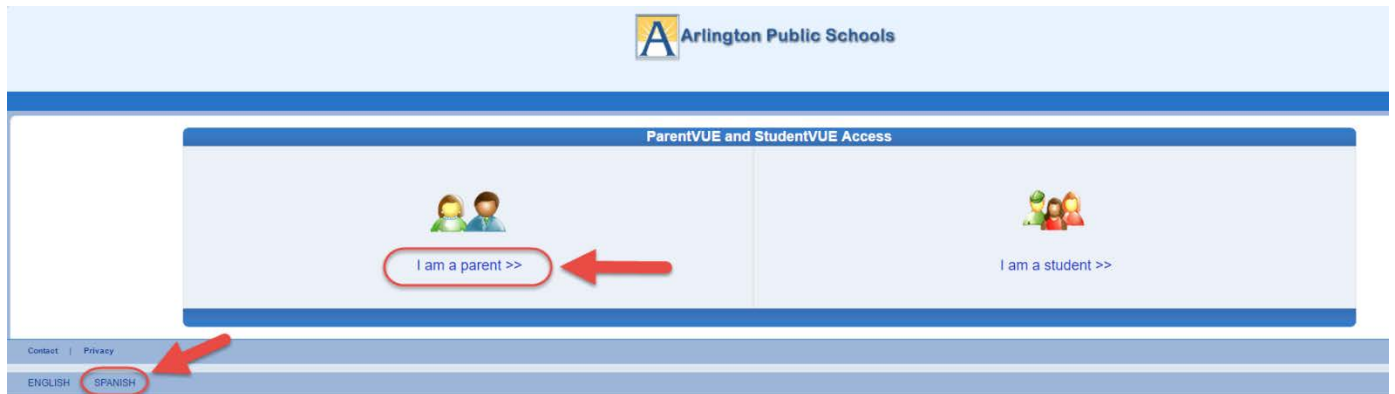 Arlington Public Schools
ParentVUE and StudentVUE Access
I am a parent >>
I am a student >>
Contact | Privacy
ENGLISH SPANISH